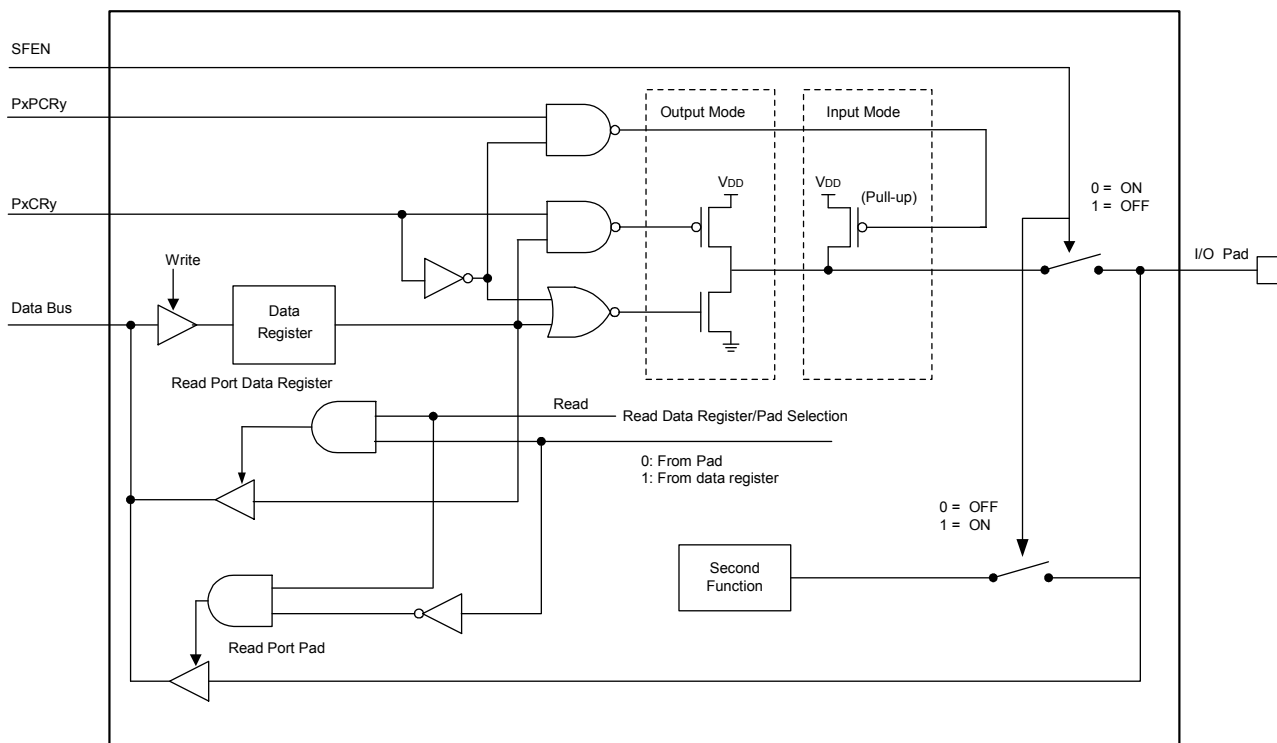 SFEN
PxPCRy
Output Mode
Input Mode
VDD
VDD
(Pull-up)
0 = ON
1 = OFF
PxCRy
I/O Pad
Write
Data Bus
Data
Register
Read Port Data Register
Read
Read Data Register/Pad Selection
0: From Pad
1: From data register
0 = OFF
1 = ON
Second
Function
Read Port Pad